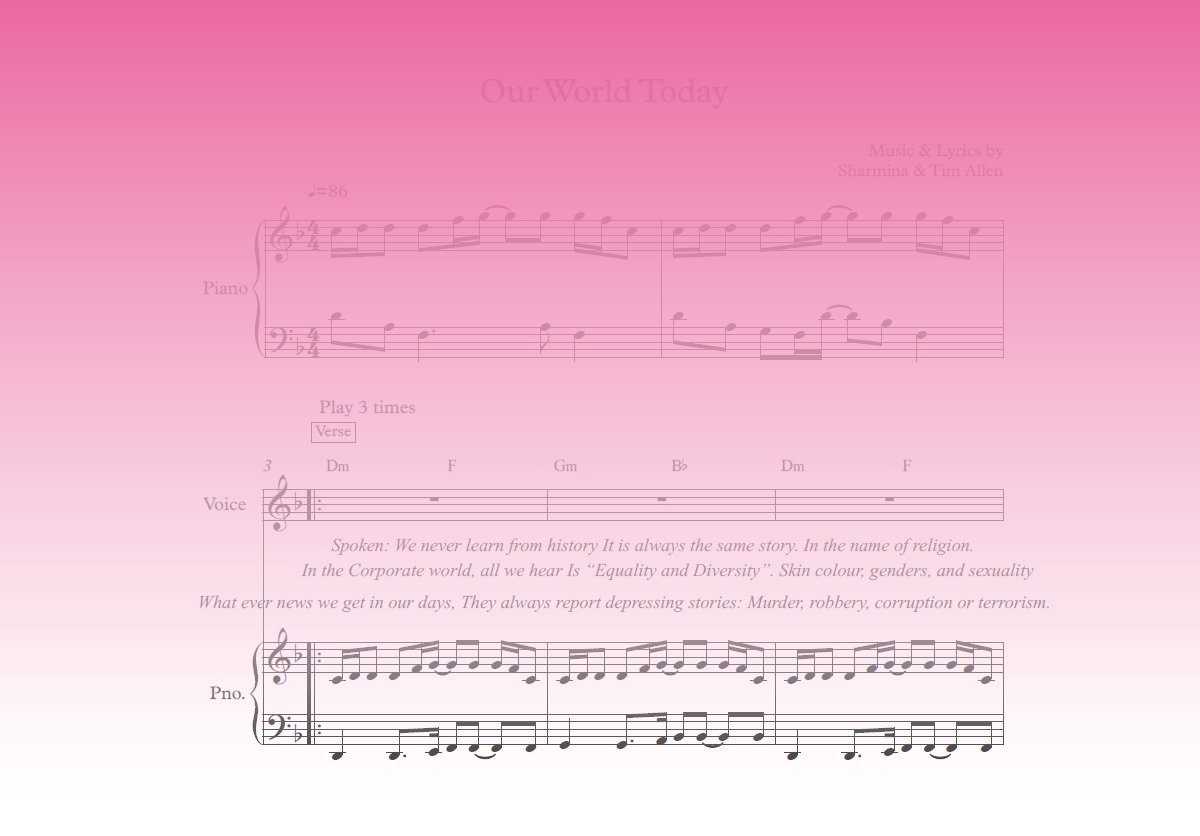 Our World Today
Music & Lyrics by
Sharmina & Tim Allen
♩=86
Piano
Play 3 times
Verse
3
Dm F Gm B♭ Dm F
Voice
Spoken: We never learn from history It is always the same story. In the name of religion.
In the Corporate world, all we hear Is “Equality and Diversity”. Skin colour, genders, and sexuality
What ever news we get in our days, They always report depressing stories: Murder, robbery, corruption or terrorism.
Pno.